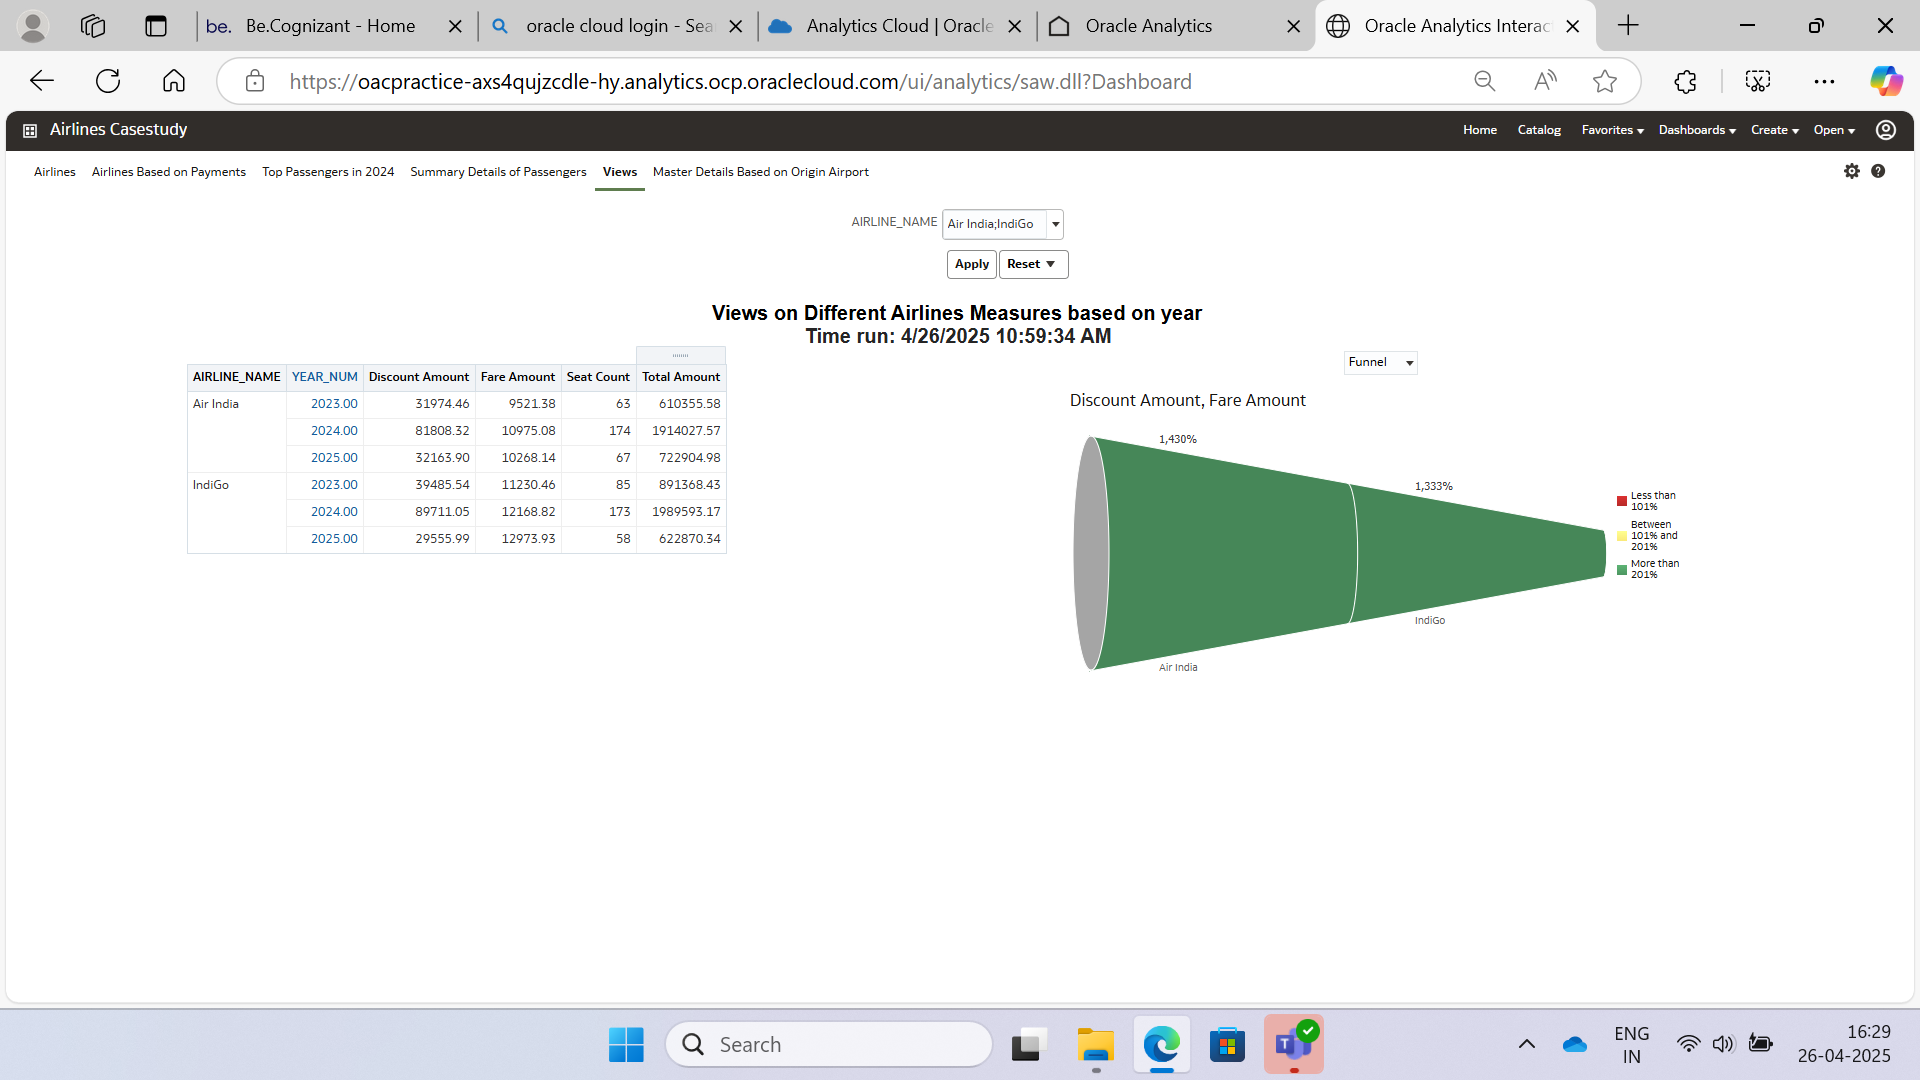 be. Be.Cognizant - Home
oracle cloud login - Sea
Analytics Cloud | Oracle
Oracle Analytics
Oracle Analytics Interac
https://oacpractice-axs4qujzcdle-hy.analytics.ocp.oraclecloud.com/ui/analytics/saw.dll?Dashboard
Airlines Casestudy
Home Catalog Favorites Dashboards Create Open
Airlines Airlines Based on Payments Top Passengers in 2024 Summary Details of Passengers Views Master Details Based on Origin Airport
AIRLINE_NAME Air India;IndiGo
Apply Reset
Views on Different Airlines Measures based on year
Time run: 4/26/2025 10:59:34 AM
AIRLINE_NAME YEAR_NUM Discount Amount Fare Amount Seat Count Total Amount
Air India 2023.00 31974.46 9521.38 63 610355.58
2024.00 81808.32 10975.08 174 1914027.57
2025.00 32163.90 10268.14 67 722904.98
IndiGo 2023.00 39485.54 11230.46 85 891368.43
2024.00 89711.05 12168.82 173 1989593.17
2025.00 29555.99 12973.93 58 622870.34
Funnel
Discount Amount, Fare Amount
1,430%
1,333%
Less than
101%
Between
101% and
201%
More than
201%
IndiGo
Air India
Search
ENG
IN
16:29
26-04-2025